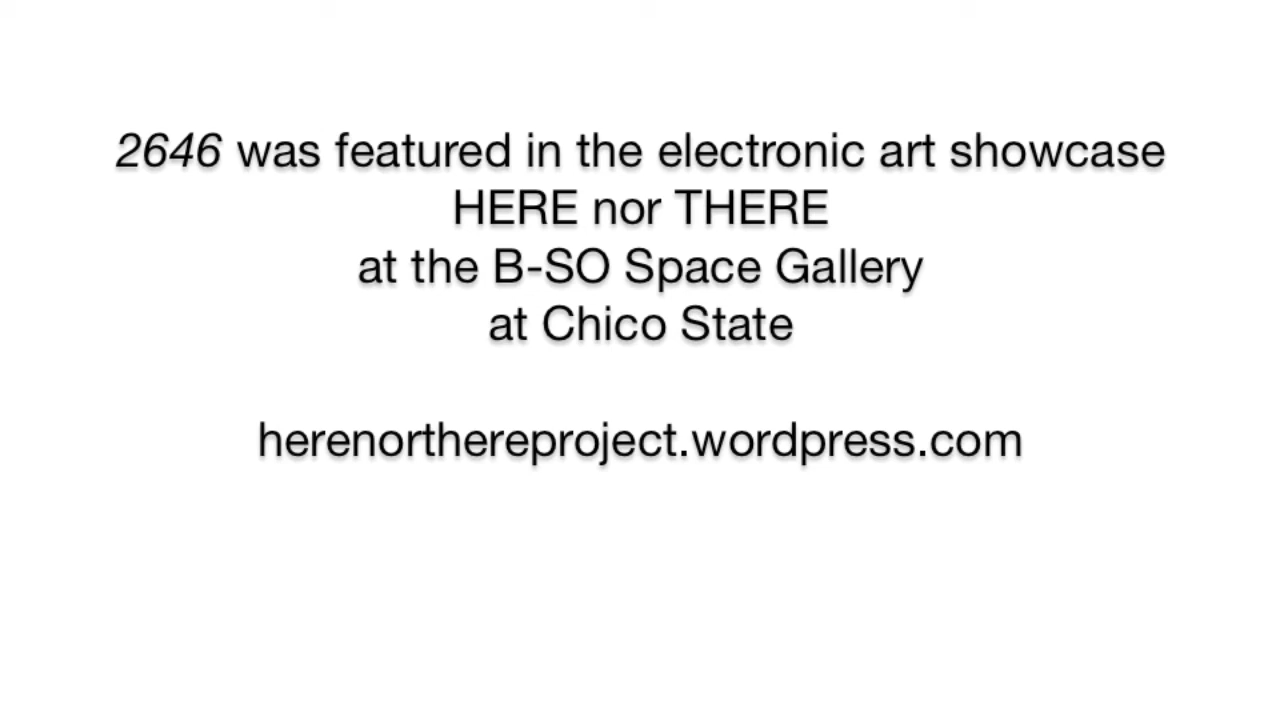 2646 was featured in the electronic art showcase
HERE nor THERE
at the B-SO Space Gallery
at Chico State
herenorthereproject.wordpress.com